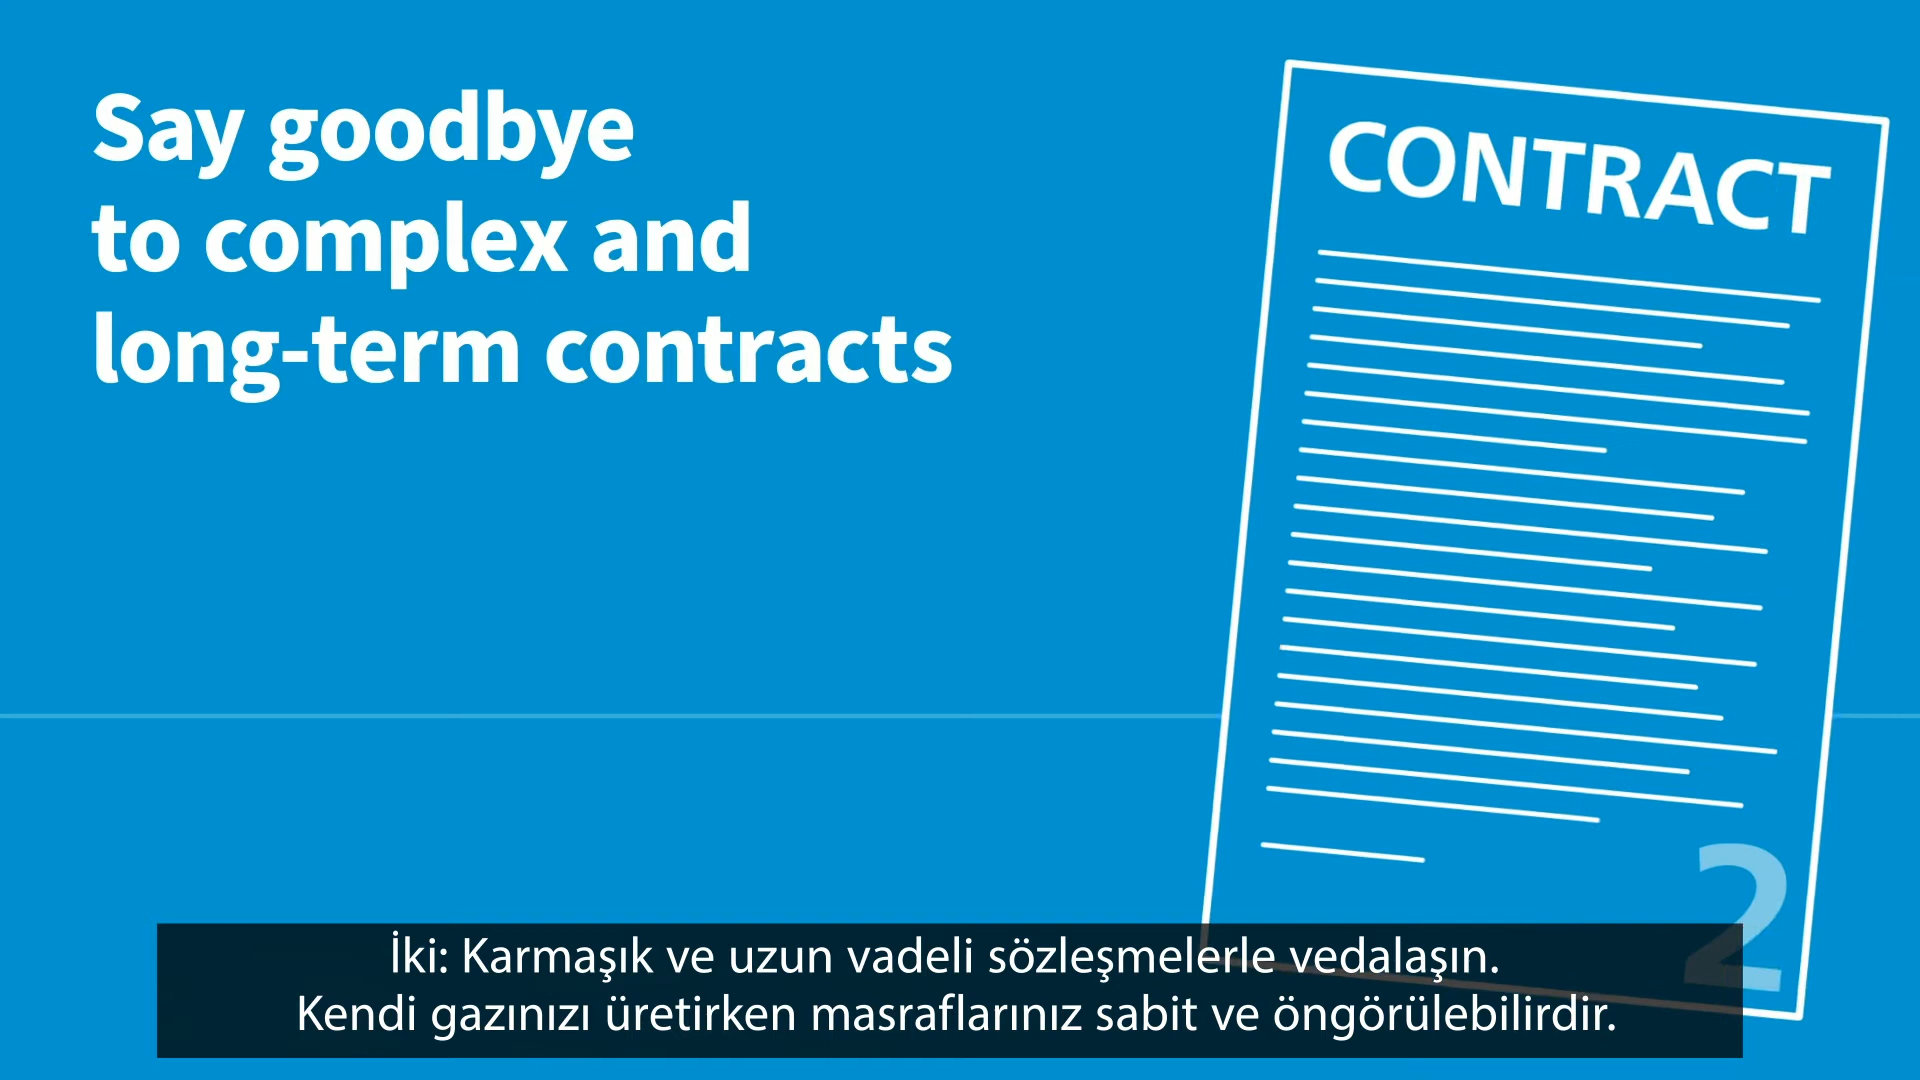 Say goodbye
to complex and
long-term contracts
CONTRACT
2
İki: Karmaşık ve uzun vadeli sözleşmelerle vedalaşın.
Kendi gazınızı üretirken masraflarınız sabit ve öngörülebilirdir.